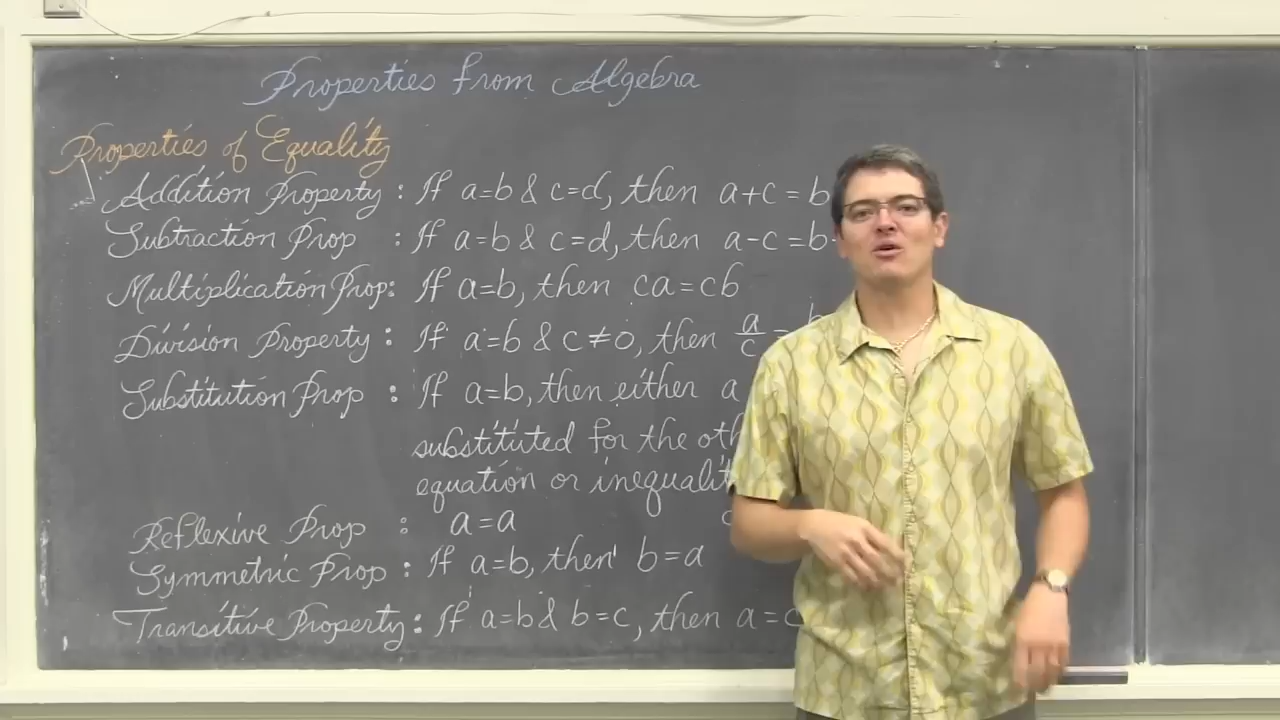 Properties from Algebra
Properties of Equality
Addition Property : If a=b & c=d, then a+c = b
Subtraction Prop : If a=b & c=d, then a-c = b-
Multiplication Prop: If a=b, then ca = cb
Division Property : If a=b & c≠0, then a/c =
Substitution Prop : If a=b, then either a
substituted for the
equation or
Reflexive Prop : a=a
Symmetric Prop : If a=b, then b=a
Transitive Property: If a=b & b=c, then a=c